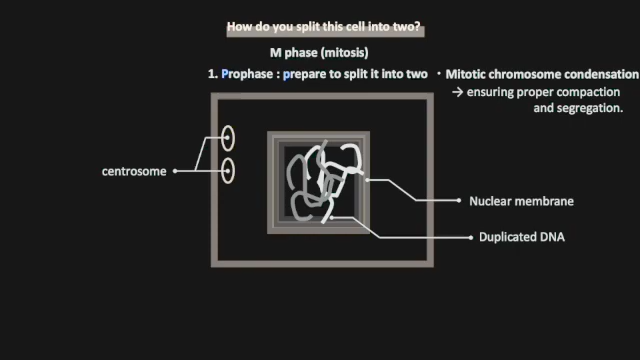 How do you split this cell into two?
M phase (mitosis)
1. Prophase : prepare to split it into two
· Mitotic chromosome condensation
→ ensuring proper compaction
and segregation.
centrosome
Nuclear membrane
Duplicated DNA